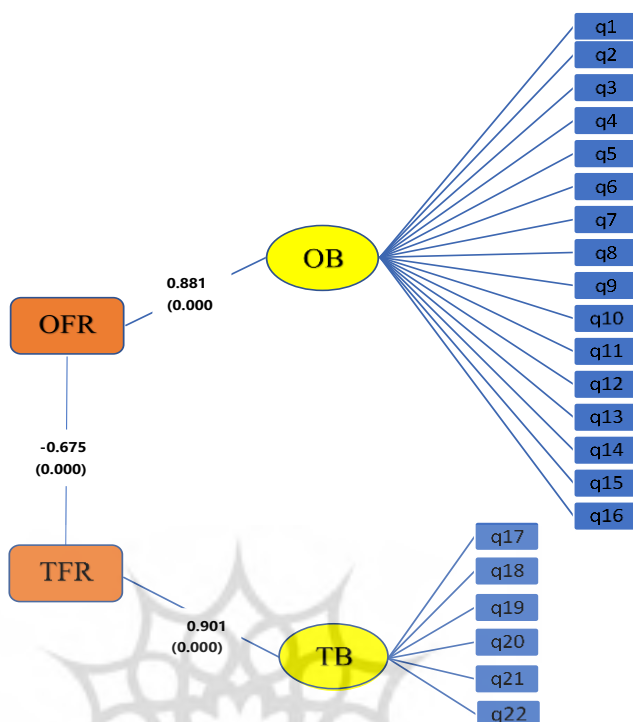 q1
q2
q3
q4
q5
q6
q7
OB
q8
0.881
(0.000
q9
OFR
q10
q11
q12
q13
-0.675
(0.000)
q14
q15
q16
q17
TFR
q18
q19
0.901
(0.000)
q20
TB
q21
q22